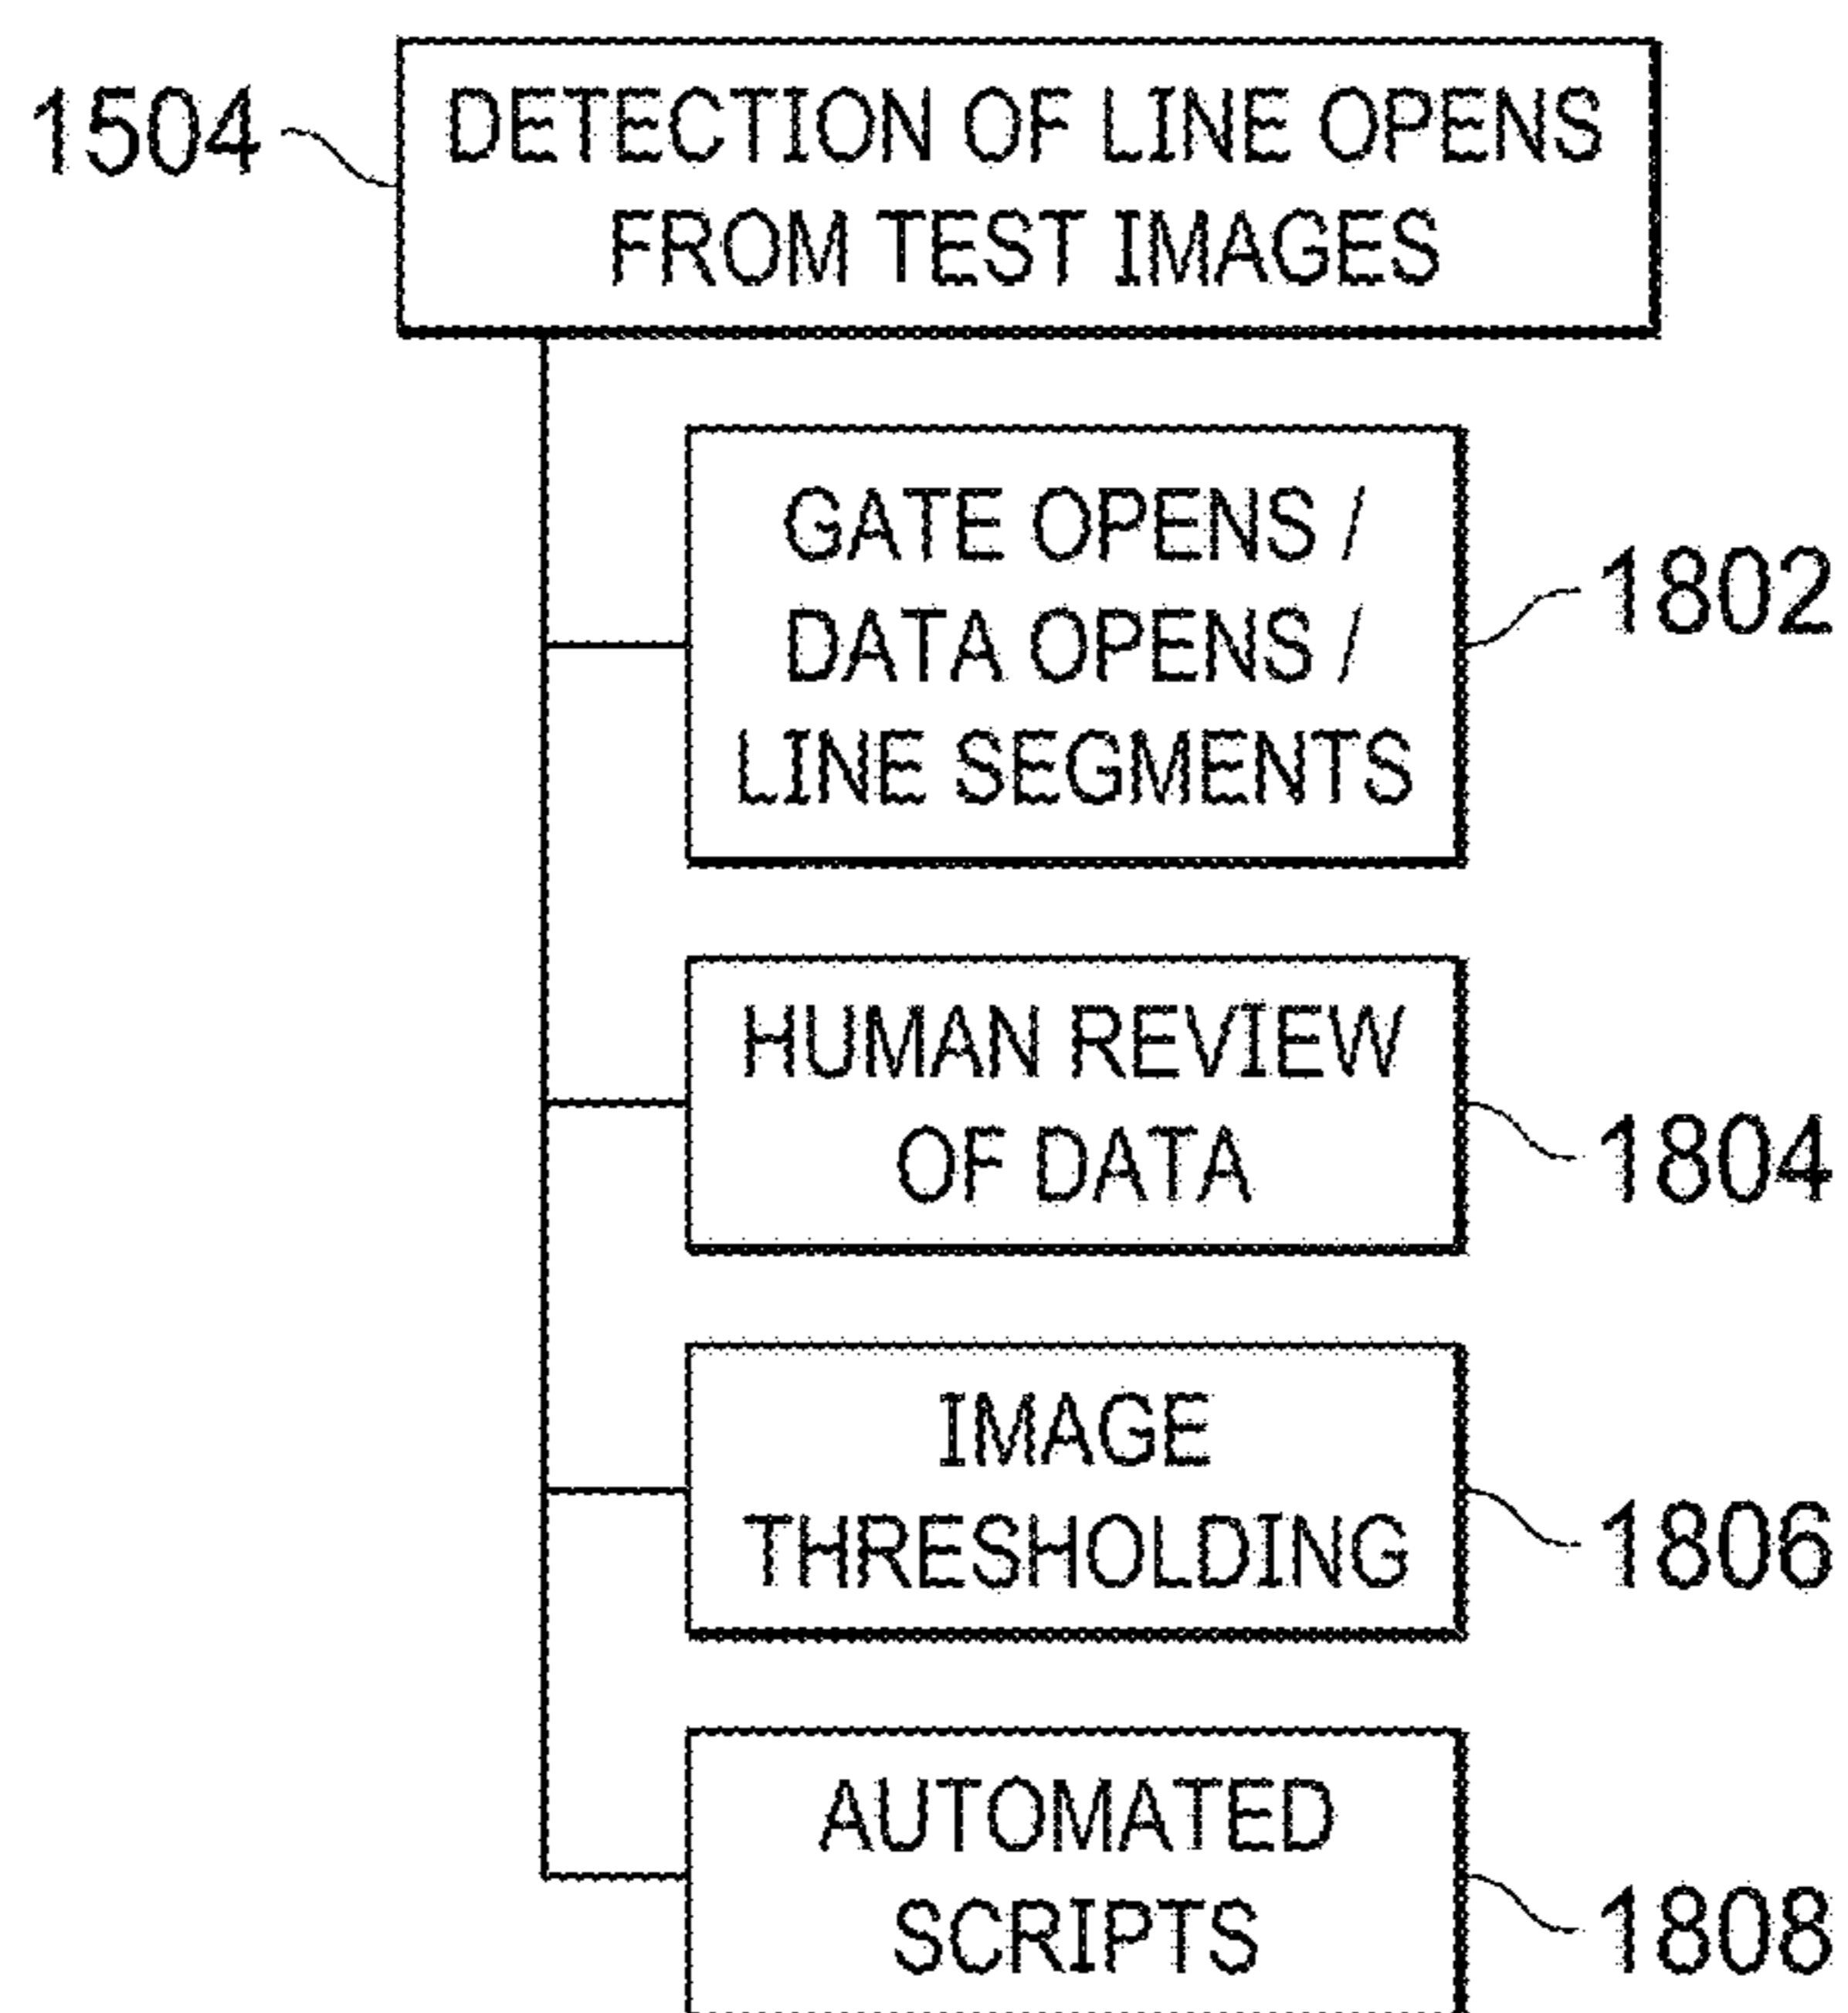 1504
DETECTION OF LINE OPENS
FROM TEST IMAGES
GATE OPENS /
DATA OPENS /
LINE SEGMENTS
1802
HUMAN REVIEW
OF DATA
1804
IMAGE
THRESHOLDING
1806
AUTOMATED
SCRIPTS
1808